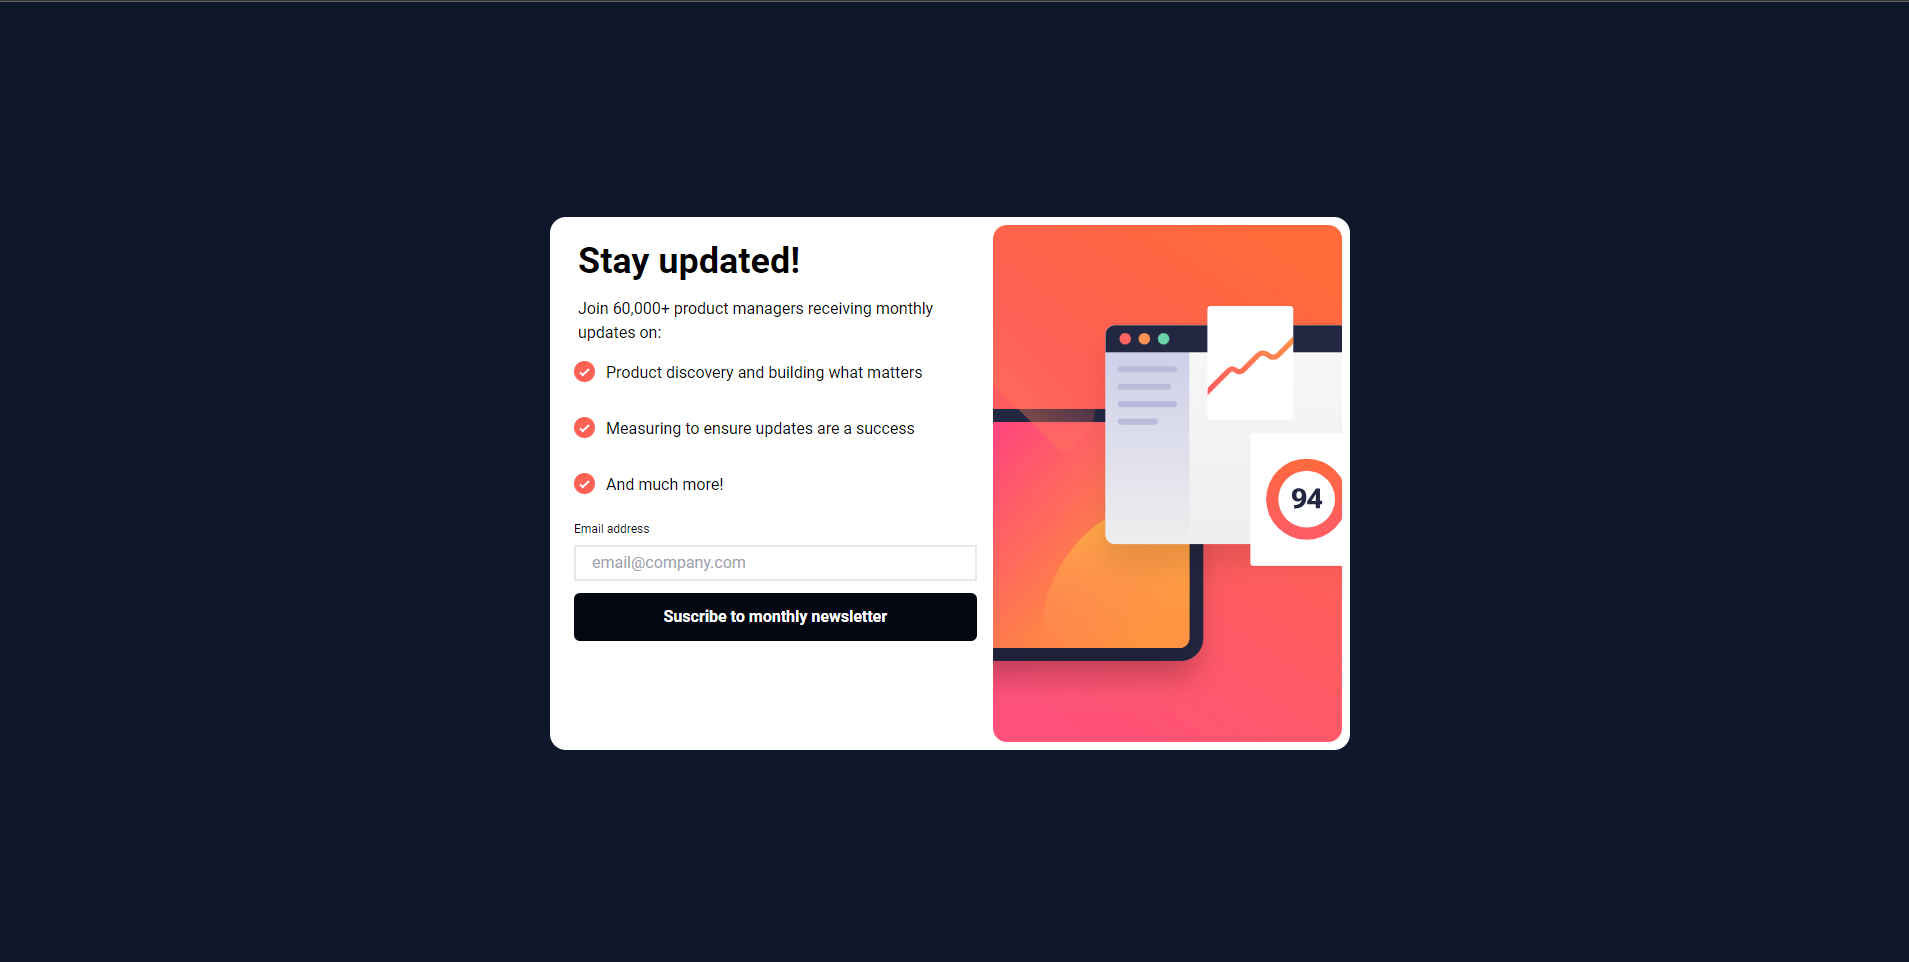 Stay updated!
Join 60,000+ product managers receiving monthly
updates on:
Product discovery and building what matters
Measuring to ensure updates are a success
And much more!
Email address
email@company.com
Suscribe to monthly newsletter
94